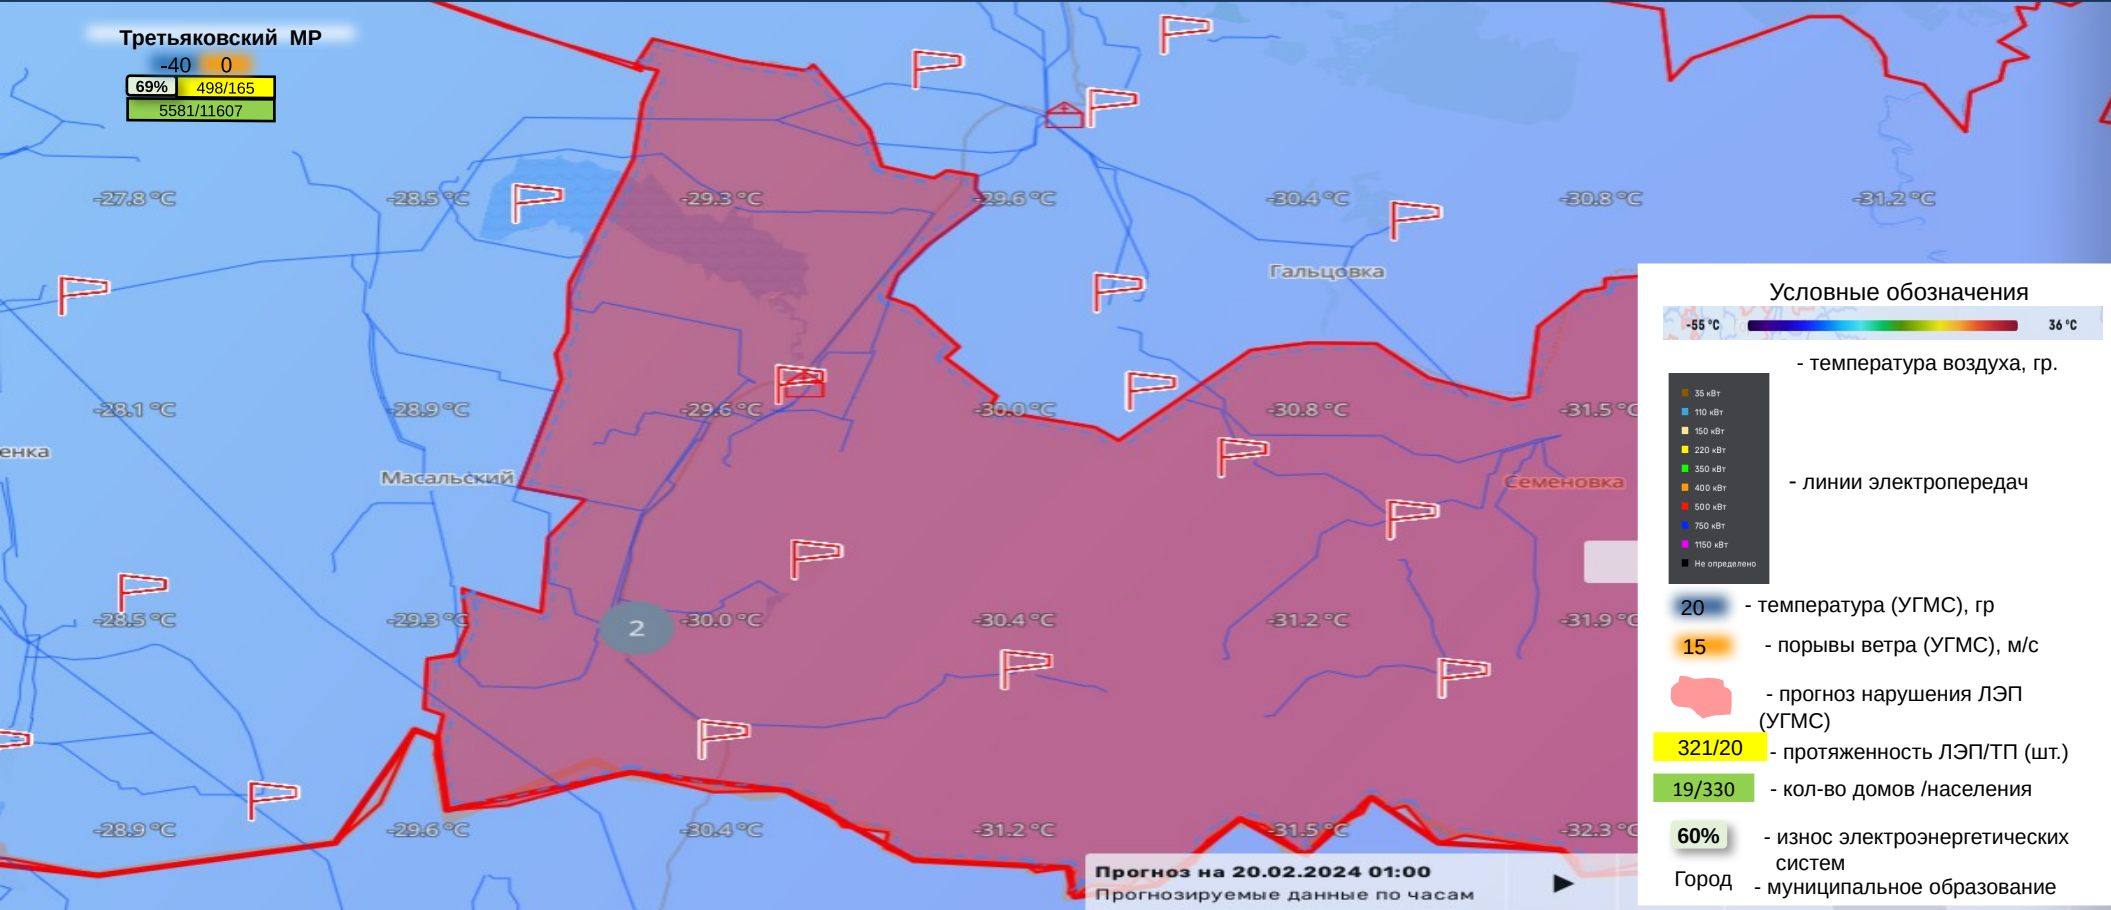 Третьяковский МР
-40 0
69% 498/165
5581/11607
-27.8 °C -28.5 °C -29.3 °C -29.6 °C -30.4 °C -30.8 °C -31.2 °C
Гальцовка
-28.1 °C -28.9 °C -29.6 °C -30.0 °C -30.8 °C -31.5 °C
енка
Масальский
Семеновка
-28.5 °C -29.3 °C 2 -30.0 °C -30.4 °C -31.2 °C -31.9 °C
-28.9 °C -29.6 °C -30.4 °C -31.2 °C -31.5 °C -32.3 °C
Прогноз на 20.02.2024 01:00
Прогнозируемые данные по часам
Условные обозначения
-55 °C 36 °C
- температура воздуха, гр.
35 кВт
110 кВт
150 кВт
220 кВт
350 кВт
400 кВт
500 кВт
750 кВт
1150 кВт
Не определено
- линии электропередач
20 - температура (УГМС), гр
15 - порывы ветра (УГМС), м/с
- прогноз нарушения ЛЭП
(УГМС)
321/20 - протяженность ЛЭП/ТП (шт.)
19/330 - кол-во домов /населения
60% - износ электроэнергетических
систем
Город - муниципальное образование